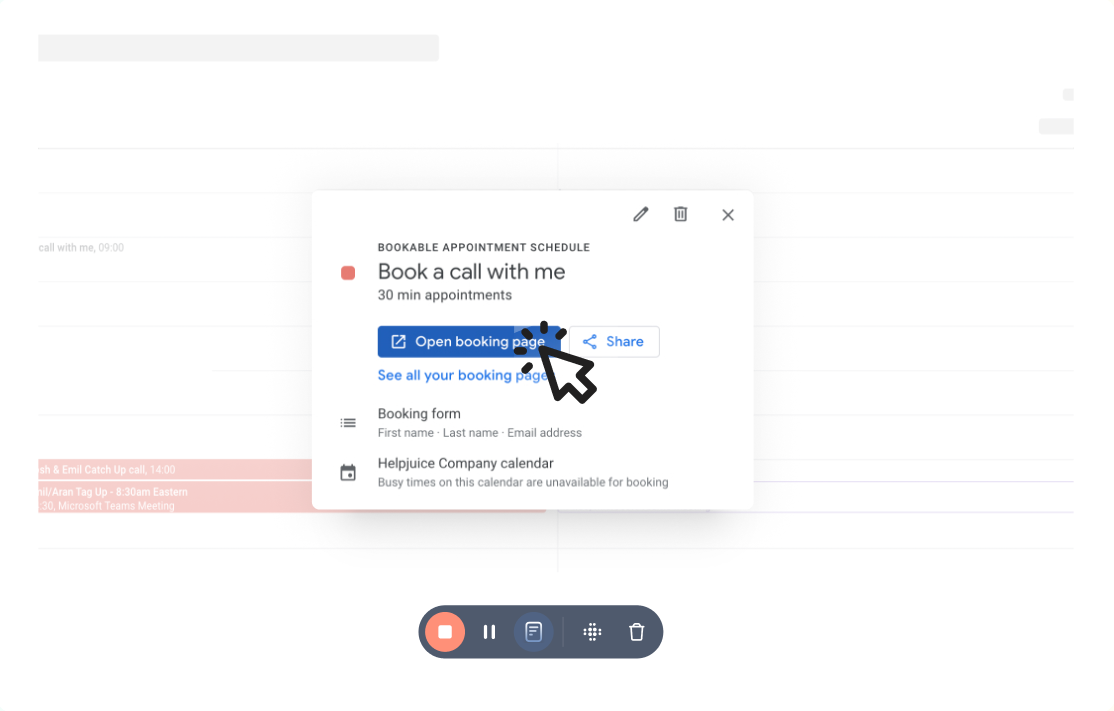 call with me, 09:00
BOOKABLE APPOINTMENT SCHEDULE
Book a call with me
30 min appointments
Open booking page
Share
See all your booking page
Booking form
First name · Last name · Email address
Helpjuice Company calendar
Busy times on this calendar are unavailable for booking
& Emil Catch Up call, 14:00
/Aran Tag Up - 8:30am Eastern
:30, Microsoft Teams Meeting